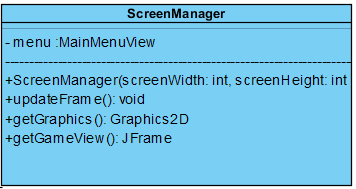 ScreenManager
- menu :MainMenuView
+ScreenManager(screenWidth: int, screenHeight: int
+updateFrame(): void
+getGraphics(): Graphics2D
+getGameView(): JFrame